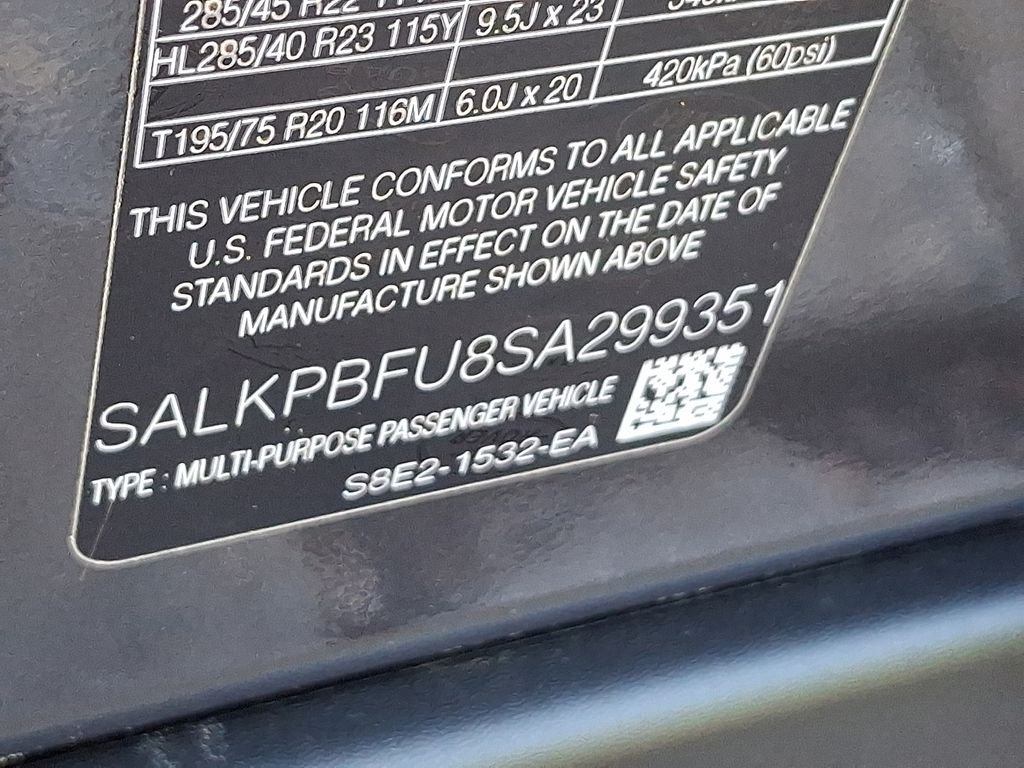 285/45 R22
HL285/40 R23 115Y 9.5J x 23
T195/75 R20 116M 6.0J x 20 420kPa (60psi)
THIS VEHICLE CONFORMS TO ALL APPLICABLE
U.S. FEDERAL MOTOR VEHICLE SAFETY
STANDARDS IN EFFECT ON THE DATE OF
MANUFACTURE SHOWN ABOVE
SALKPBFU8SA299351
TYPE : MULTI-PURPOSE PASSENGER VEHICLE
S8E2-1532-EA